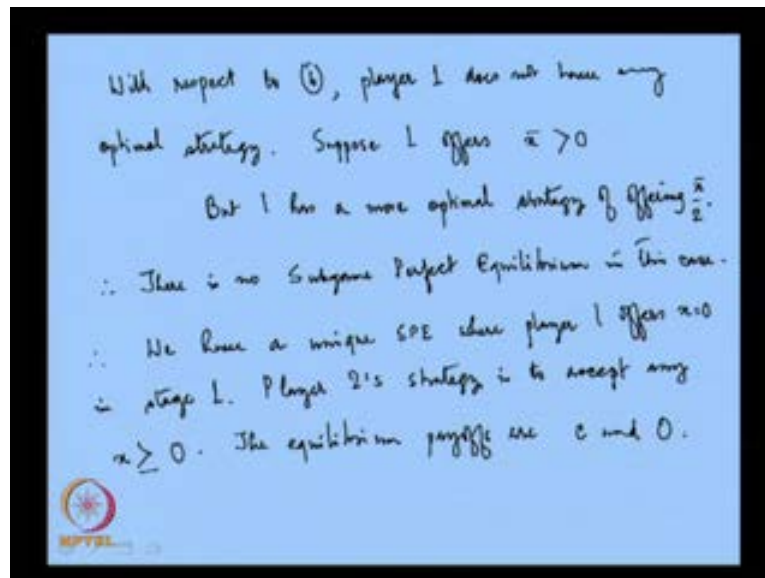 With respect to (b), player 1 does not have any
optimal strategy. Suppose 1 offers x̄ > 0
But 1 has a more optimal strategy of offering x̄/2.
∴ There is no Subgame Perfect Equilibrium in this case.
∴ We have a unique SPE where player 1 offers x=0
in stage 1. Player 2's strategy is to accept any
x ≥ 0. The equilibrium payoffs are c and 0.
NPTEL